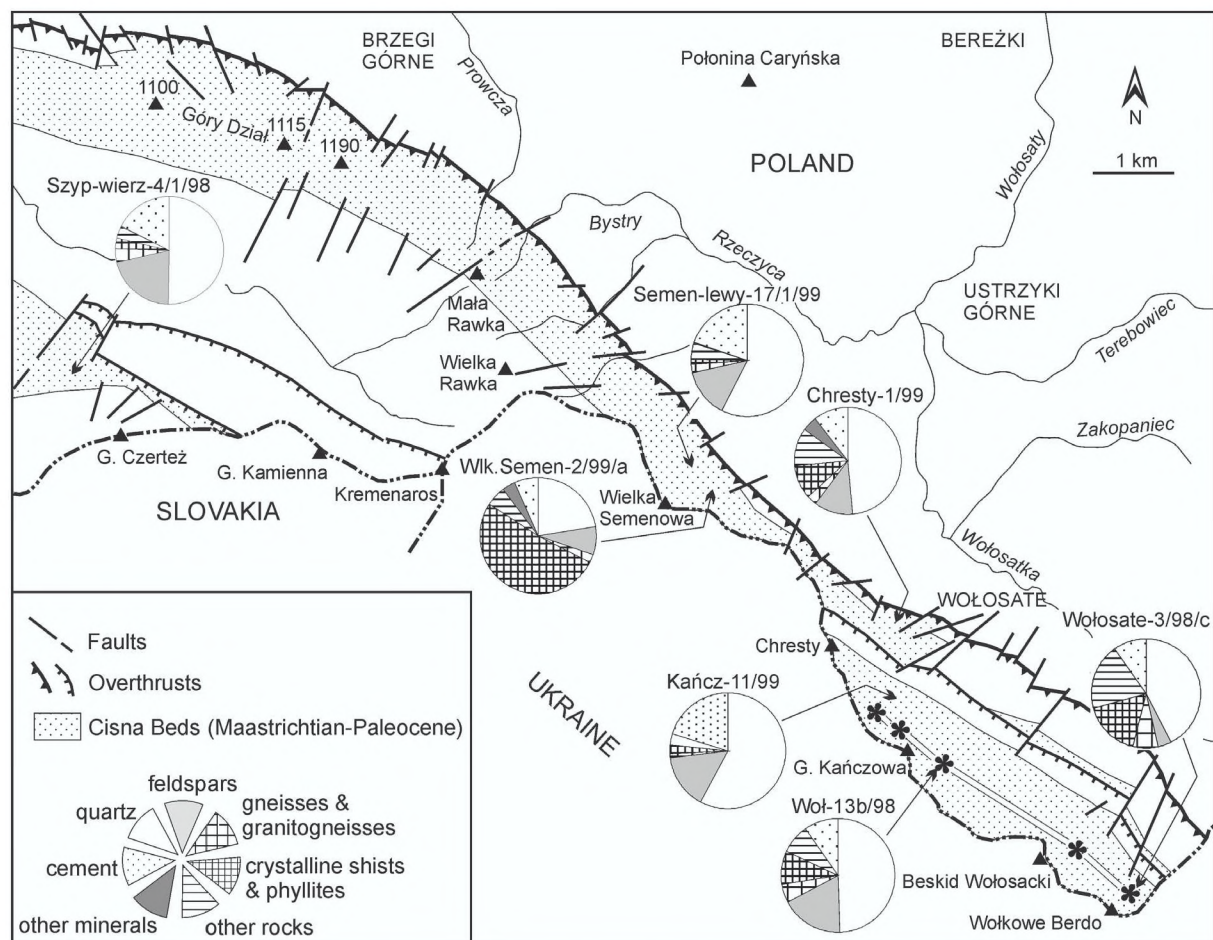 BRZEGI
GÓRNE
Prowcza
Połonina Caryńska
BEREŻKI
N
1 km
1100
Góry Dział
1115
1190
POLAND
Wołosaty
Szyp-wierz-4/1/98
Bystry
Rzeczyca
Semen-lewy-17/1/99
USTRZYKI
GÓRNE
Terebowiec
Mała
Rawka
Wielka
Rawka
Chresty-1/99
Zakopaniec
G. Czerteż
G. Kamienna
Kremenaros
Wlk.Semen-2/99/a
Wielka
Semenowa
SLOVAKIA
Wołosatka
WOŁOSATE
Wołosate-3/98/c
Chresty
UKRAINE
Kańcz-11/99
G. Kańczowa
Woł-13b/98
Beskid Wołosacki
Wołkowe Berdo
Faults
Overthrusts
Cisna Beds (Maastrichtian-Paleocene)
feldspars
quartz
gneisses &
granitogneisses
cement
crystalline shists
& phyllites
other minerals
other rocks